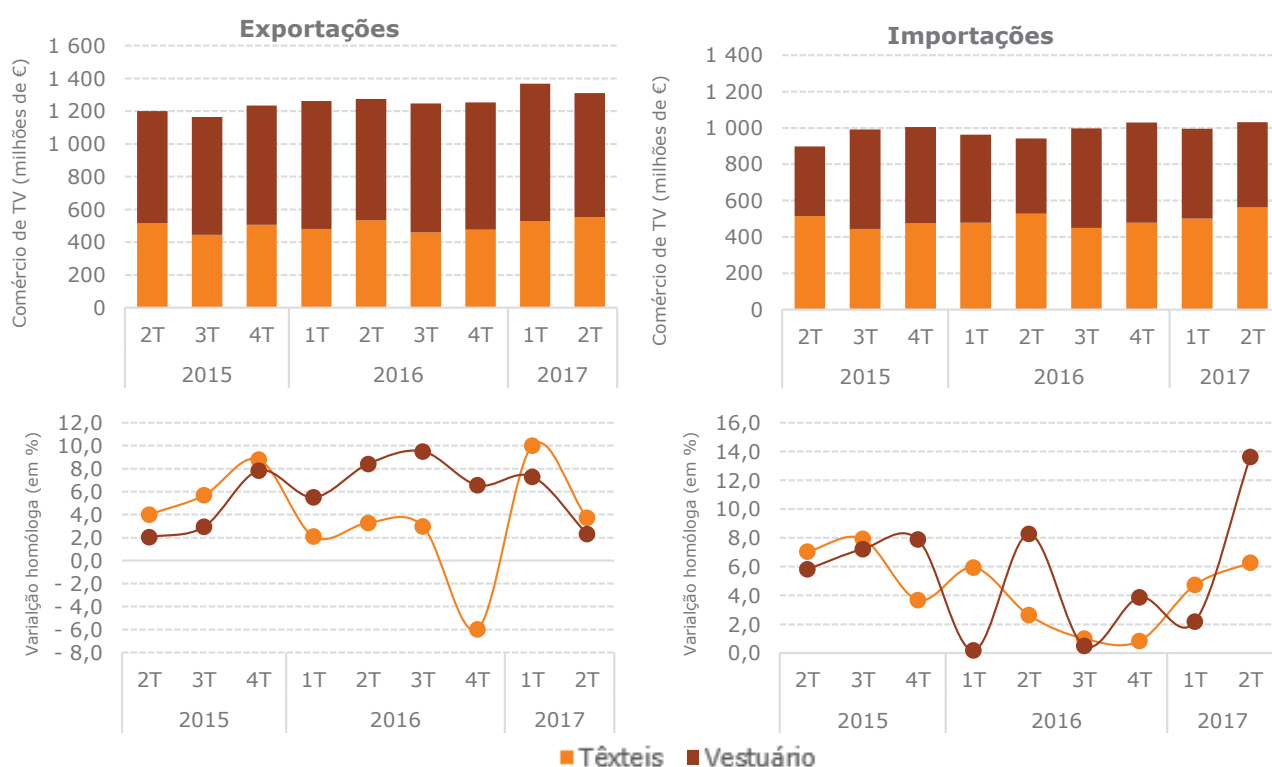 Exportações
Comércio de TV (milhões de €)
1 600
1 400
1 200
1 000
800
600
400
200
0
2T 3T 4T 1T 2T 3T 4T 1T 2T
2015 2016 2017
Importações
Comércio de TV (milhões de €)
1 400
1 200
1 000
800
600
400
200
0
2T 3T 4T 1T 2T 3T 4T 1T 2T
2015 2016 2017
Varialção homóloga (em %)
12,0
10,0
8,0
6,0
4,0
2,0
0,0
- 2,0
- 4,0
- 6,0
- 8,0
2T 3T 4T 1T 2T 3T 4T 1T 2T
2015 2016 2017
Varialção homóloga (em %)
16,0
14,0
12,0
10,0
8,0
6,0
4,0
2,0
0,0
2T 3T 4T 1T 2T 3T 4T 1T 2T
2015 2016 2017
Têxteis Vestuário